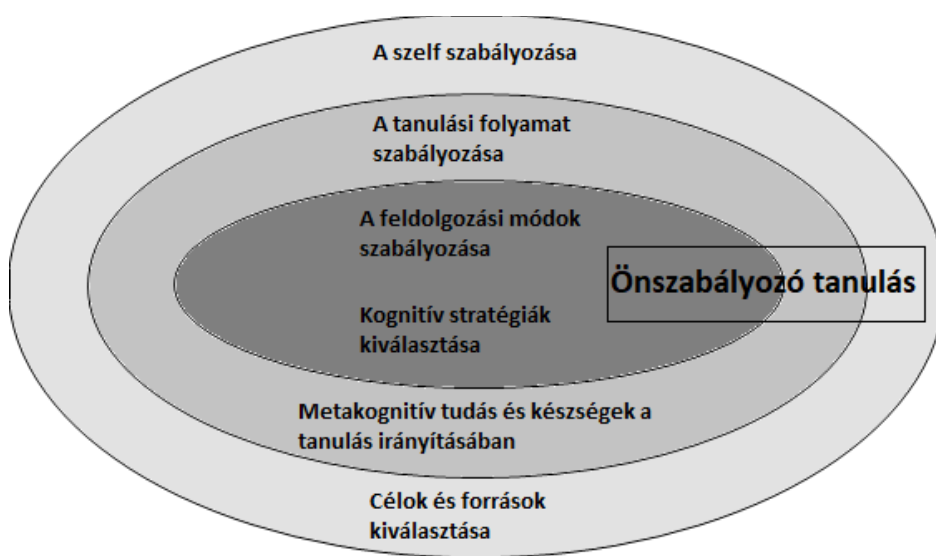 A szelf szabályozása
A tanulási folyamat
szabályozása
A feldolgozási módok
szabályozása
Önszabályozó tanulás
Kognitív stratégiák
kiválasztása
Metakognitív tudás és készségek a
tanulás irányításában
Célok és források
kiválasztása